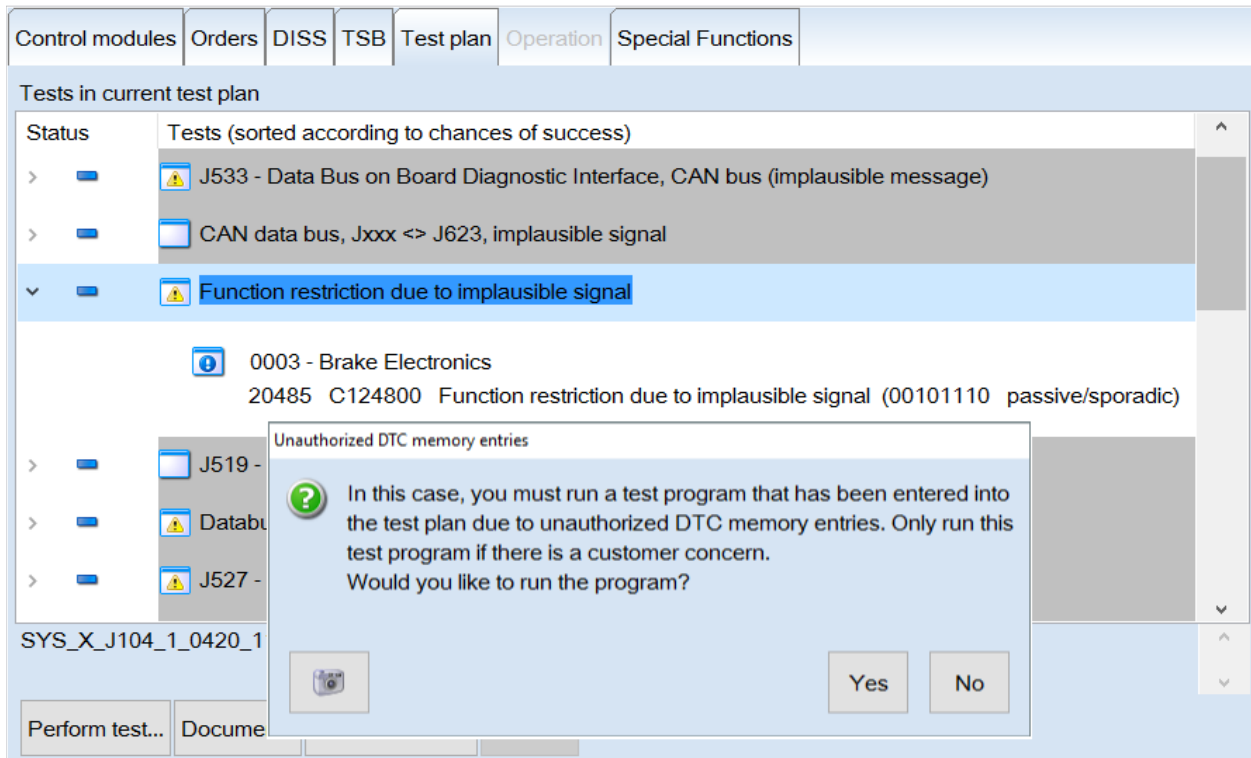 Control modules Orders DISS TSB Test plan Operation Special Functions
Tests in current test plan
Status Tests (sorted according to chances of success)
J533 - Data Bus on Board Diagnostic Interface, CAN bus (implausible message)
CAN data bus, Jxxx <> J623, implausible signal
Function restriction due to implausible signal
0003 - Brake Electronics
20485 C124800 Function restriction due to implausible signal (00101110 passive/sporadic)
Unauthorized DTC memory entries
J519 -
In this case, you must run a test program that has been entered into
Databu
the test plan due to unauthorized DTC memory entries. Only run this
test program if there is a customer concern.
J527 -
Would you like to run the program?
SYS_X_J104_1_0420_1
Yes No
Perform test... Docume